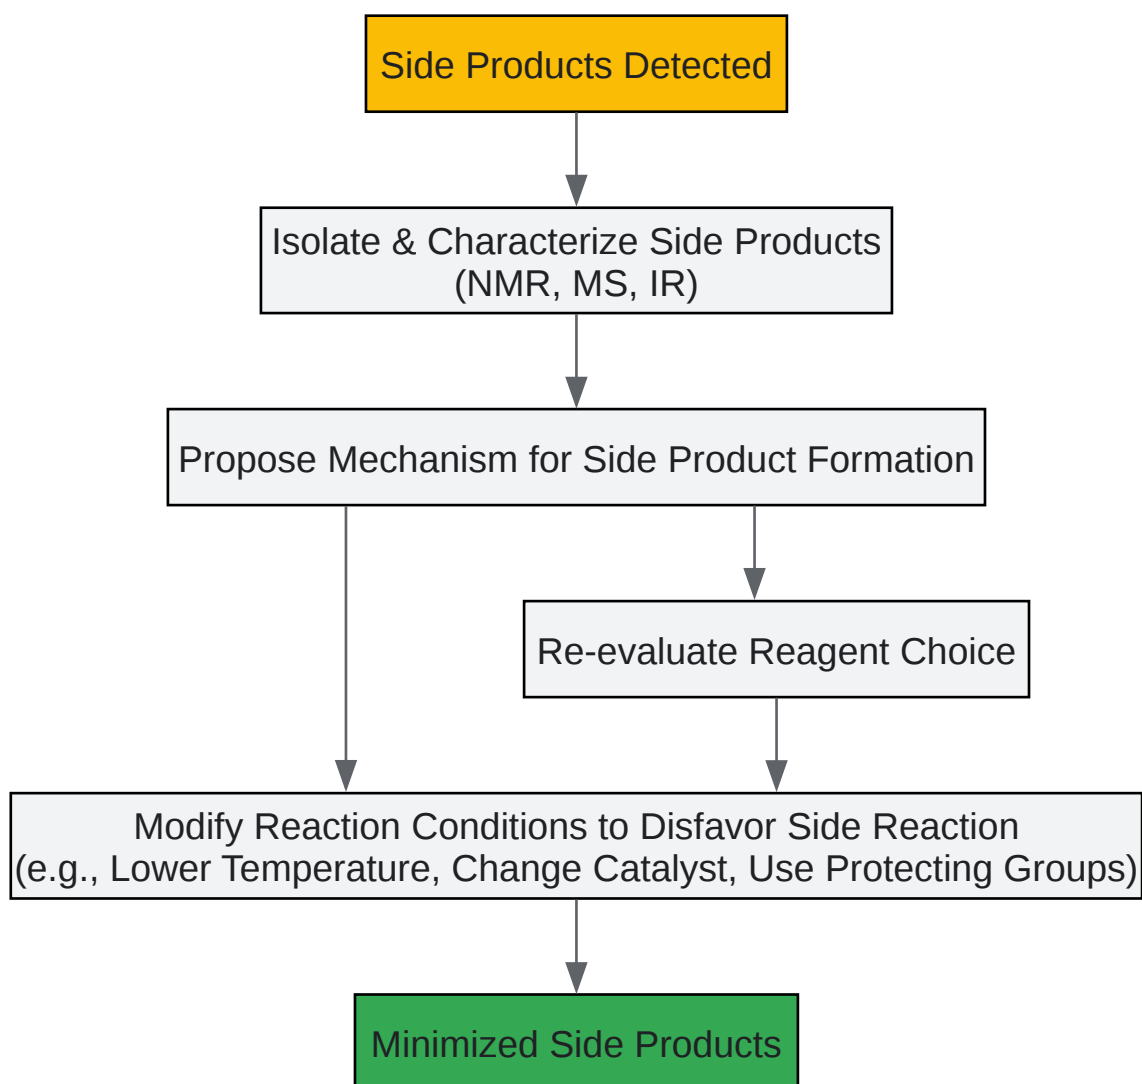 Side Products Detected
Isolate & Characterize Side Products
(NMR, MS, IR)
Propose Mechanism for Side Product Formation
Re-evaluate Reagent Choice
Modify Reaction Conditions to Disfavor Side Reaction
(e.g., Lower Temperature, Change Catalyst, Use Protecting Groups)
Minimized Side Products